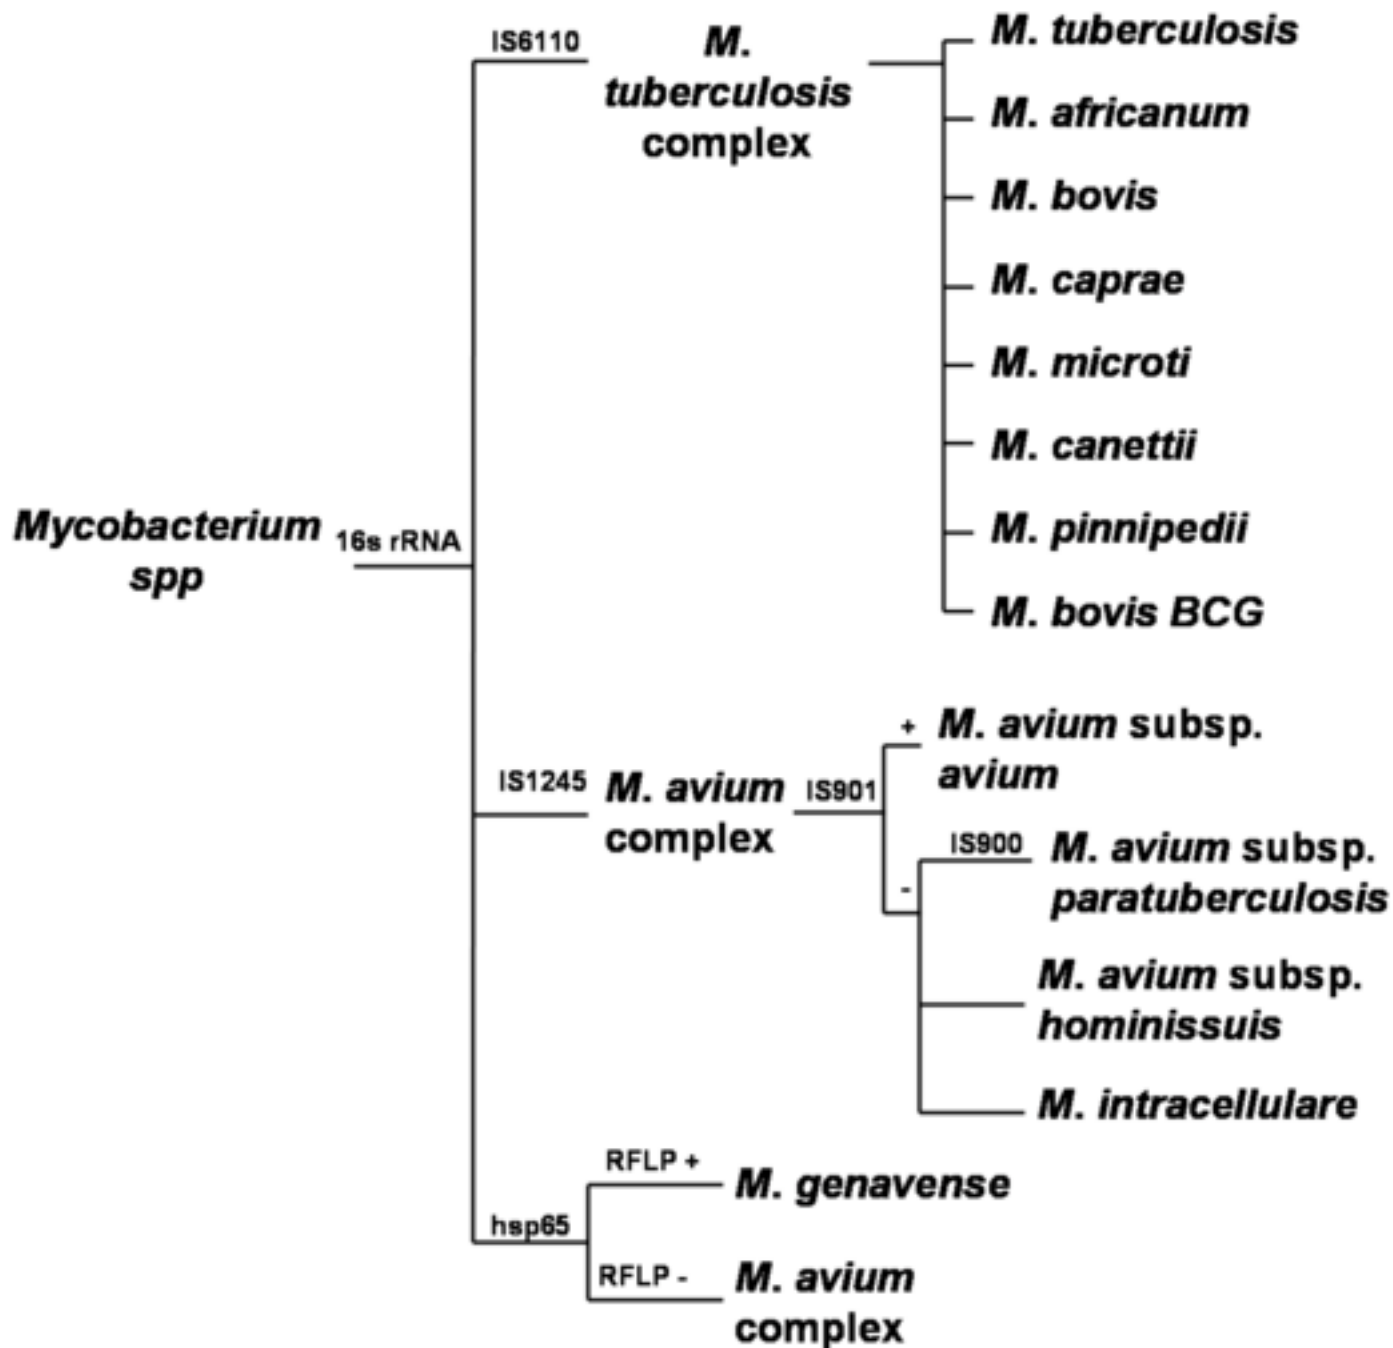 IS6110
M.
tuberculosis
complex
M. tuberculosis
M. africanum
M. bovis
M. caprae
M. microti
M. canettii
M. pinnipedii
M. bovis BCG
Mycobacterium
spp
16s rRNA
IS1245
M. avium
complex
IS901
+
M. avium subsp.
avium
-
IS900
M. avium subsp.
paratuberculosis
M. avium subsp.
hominissuis
M. intracellulare
hsp65
RFLP +
M. genavense
RFLP -
M. avium
complex